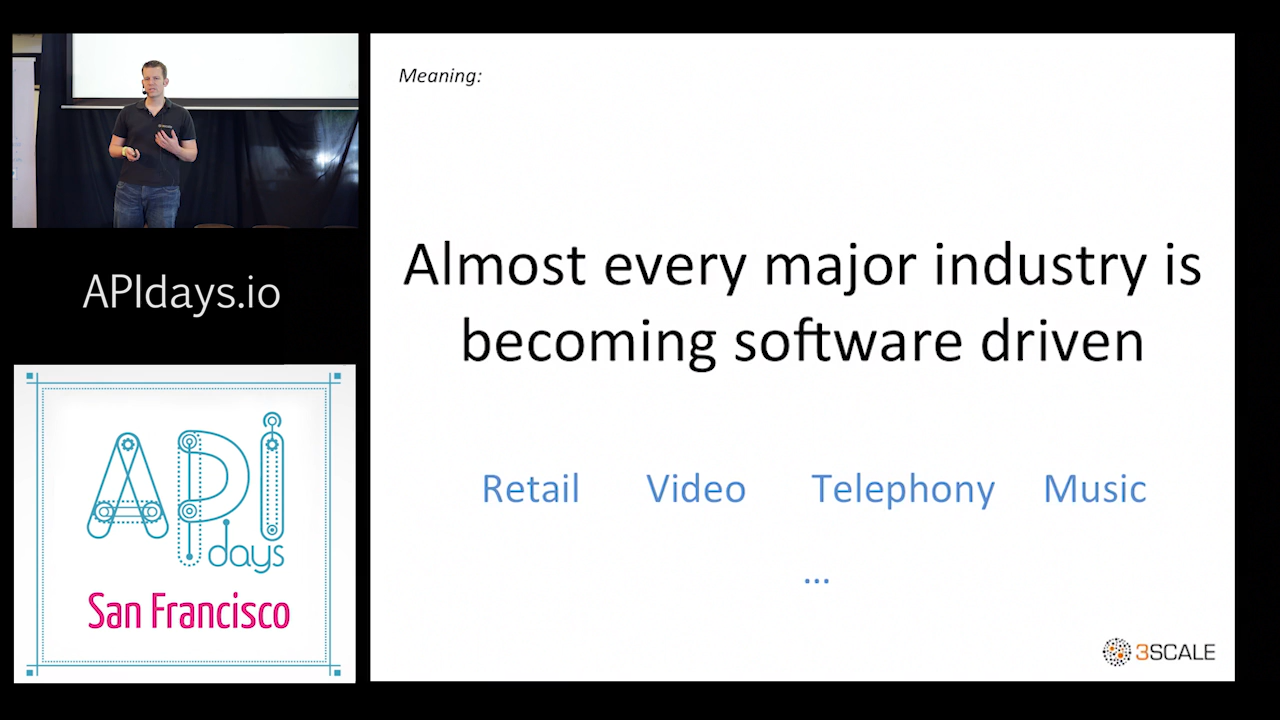 Meaning:
Almost every major industry is
becoming software driven
Retail Video Telephony Music
...
3SCALE
APIdays.io
API
days
San Francisco